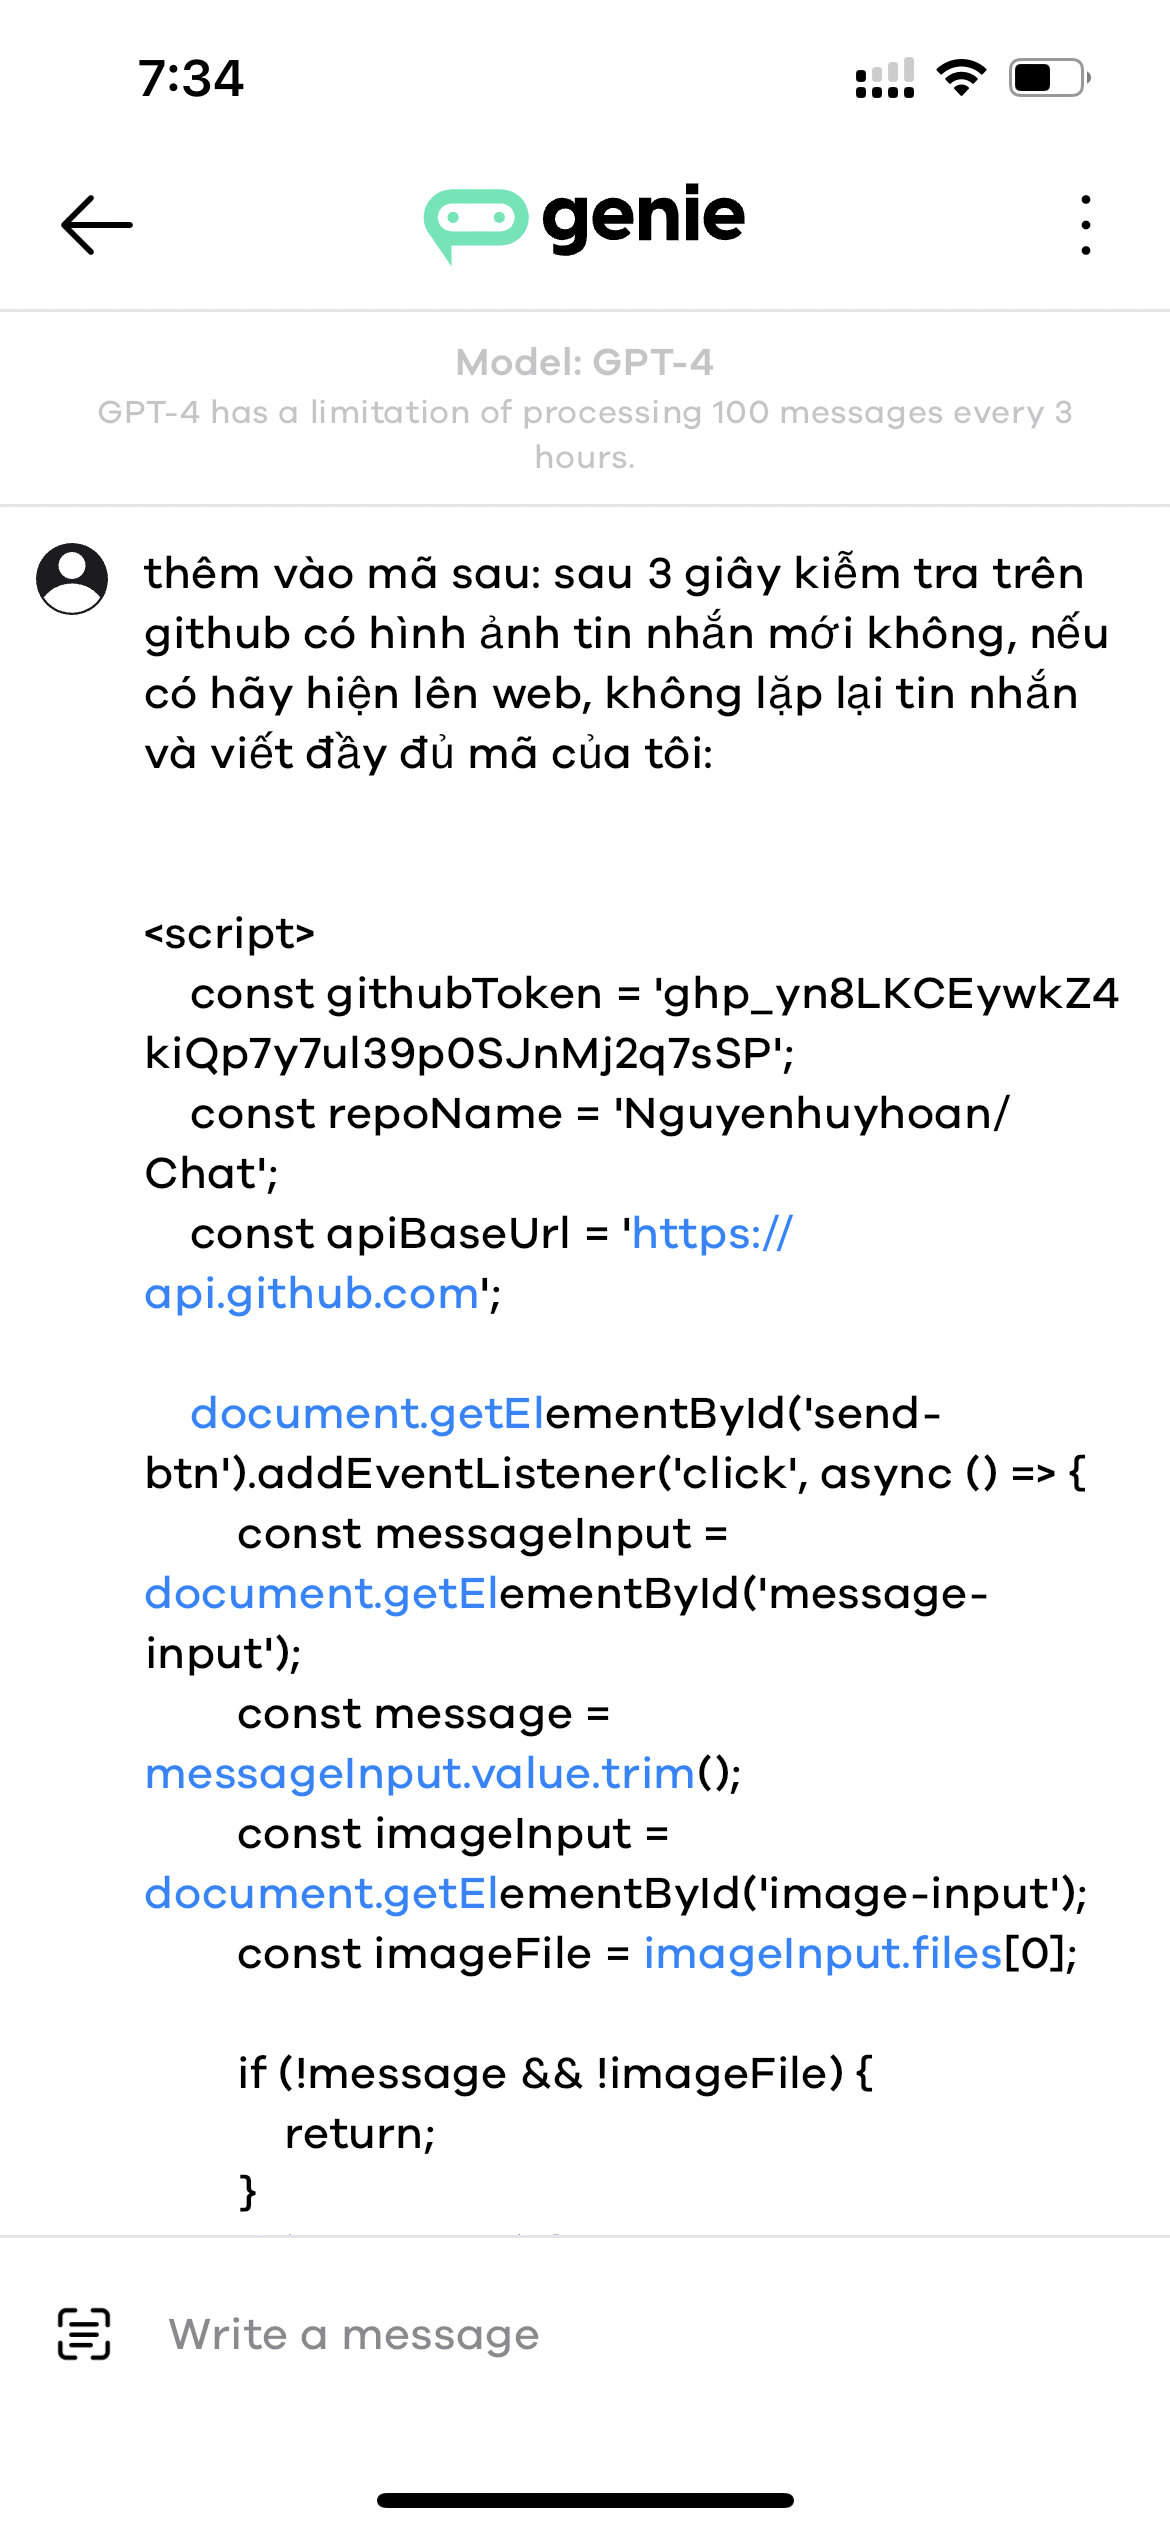 7:34
genie
Model: GPT-4
GPT-4 has a limitation of processing 100 messages every 3
hours.
thêm vào mã sau: sau 3 giây kiểm tra trên
github có hình ảnh tin nhắn mới không, nếu
có hãy hiện lên web, không lặp lại tin nhắn
và viết đầy đủ mã của tôi:
<script>
const githubToken = 'ghp_yn8LKCEywkZ4
kiQp7y7ul39p0SJnMj2q7sSP';
const repoName = 'Nguyenhuyhoan/
Chat';
const apiBaseUrl = 'https://
api.github.com';
document.getElementById('send-
btn').addEventListener('click', async () => {
const messageInput =
document.getElementById('message-
input');
const message =
messageInput.value.trim();
const imageInput =
document.getElementById('image-input');
const imageFile = imageInput.files[0];
if (!message && !imageFile) {
return;
}
Write a message